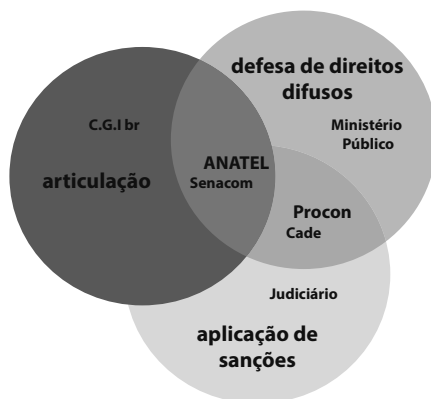 defesa de direitos
difusos
C.G.I br
Ministério
Público
ANATEL
articulação
Senacom
Procon
Cade
Judiciário
aplicação de
sanções